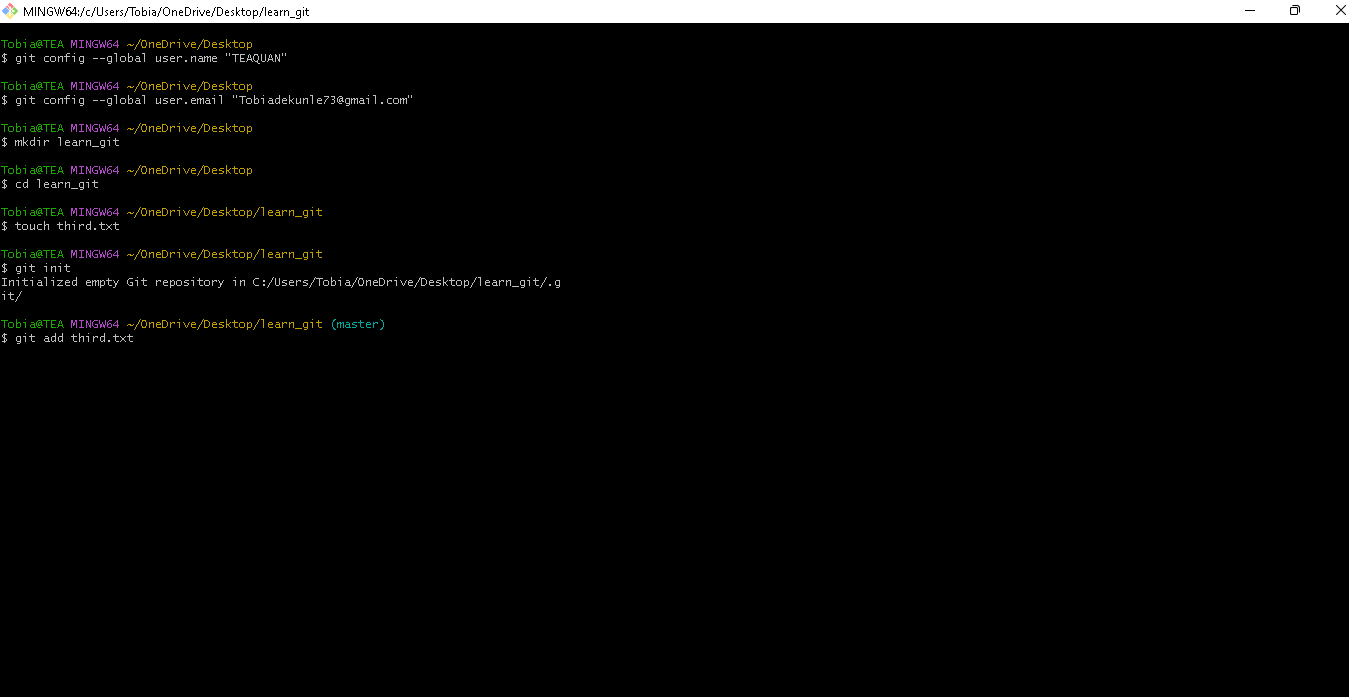 MINGW64:/c/Users/Tobia/OneDrive/Desktop/learn_git
Tobia@TEA MINGW64 ~/OneDrive/Desktop
$ git config --global user.name "TEAQUAN"
Tobia@TEA MINGW64 ~/OneDrive/Desktop
$ git config --global user.email "Tobiadekunle73@gmail.com"
Tobia@TEA MINGW64 ~/OneDrive/Desktop
$ mkdir learn_git
Tobia@TEA MINGW64 ~/OneDrive/Desktop
$ cd learn_git
Tobia@TEA MINGW64 ~/OneDrive/Desktop/learn_git
$ touch third.txt
Tobia@TEA MINGW64 ~/OneDrive/Desktop/learn_git
$ git init
Initialized empty Git repository in C:/Users/Tobia/OneDrive/Desktop/learn_git/.g
it/
Tobia@TEA MINGW64 ~/OneDrive/Desktop/learn_git (master)
$ git add third.txt